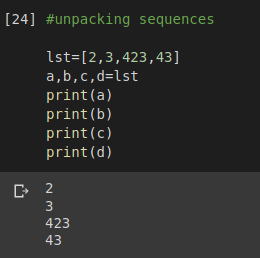 [24] #unpacking sequences
lst=[2,3,423,43]
a,b,c,d=lst
print(a)
print(b)
print(c)
print(d)
2
3
423
43